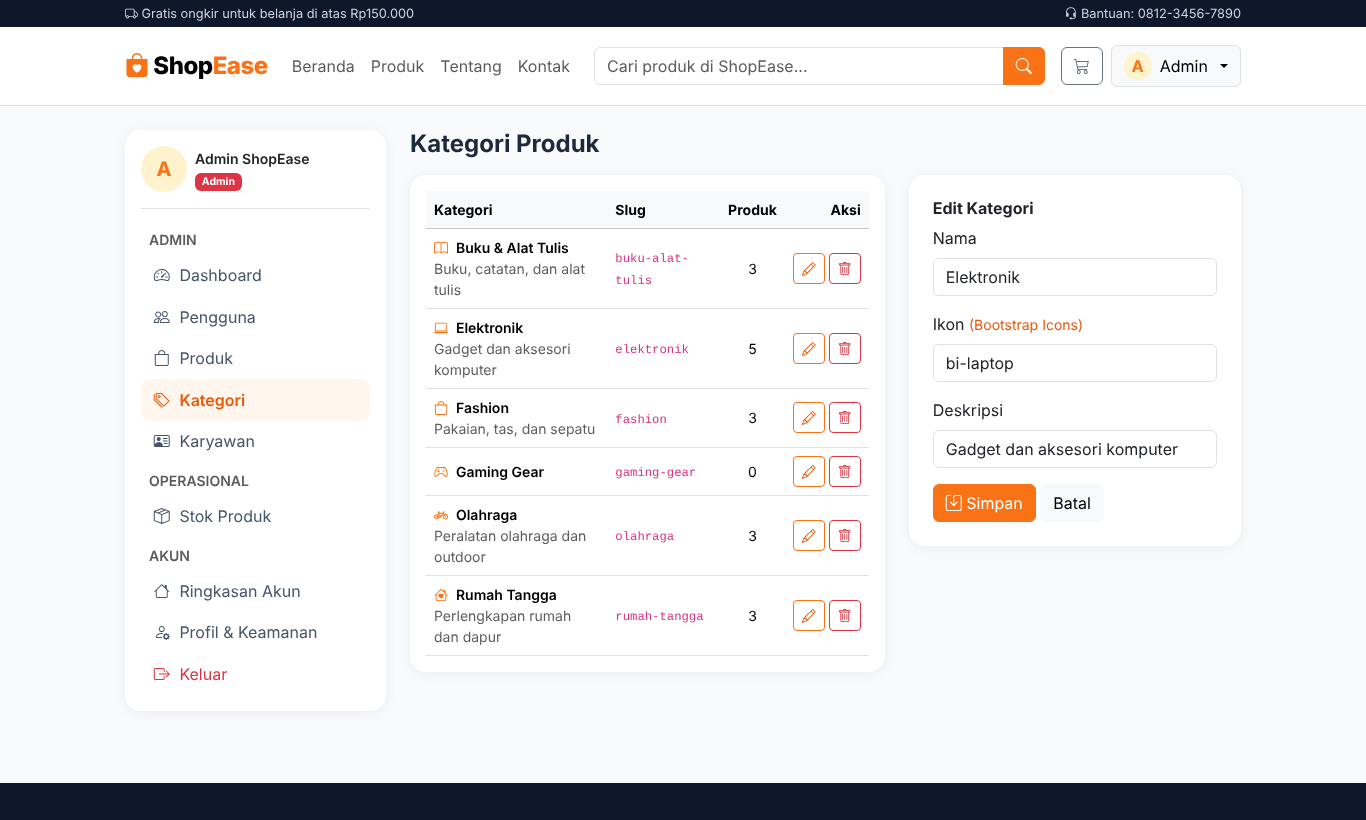 Gratis ongkir untuk belanja di atas Rp150.000
Bantuan: 0812-3456-7890
ShopEase
Beranda
Produk
Tentang
Kontak
Cari produk di ShopEase...
A
Admin
A
Admin ShopEase
Admin
ADMIN
Dashboard
Pengguna
Produk
Kategori
Karyawan
OPERASIONAL
Stok Produk
AKUN
Ringkasan Akun
Profil & Keamanan
Keluar
Kategori Produk
Kategori Slug Produk Aksi
Buku & Alat Tulis
Buku, catatan, dan alat
tulis
buku-alat-
tulis
3
Elektronik
Gadget dan aksesori
komputer
elektronik
5
Fashion
Pakaian, tas, dan sepatu
fashion
3
Gaming Gear
gaming-gear
0
Olahraga
Peralatan olahraga dan
outdoor
olahraga
3
Rumah Tangga
Perlengkapan rumah
dan dapur
rumah-tangga
3
Edit Kategori
Nama
Elektronik
Ikon (Bootstrap Icons)
bi-laptop
Deskripsi
Gadget dan aksesori komputer
Simpan
Batal